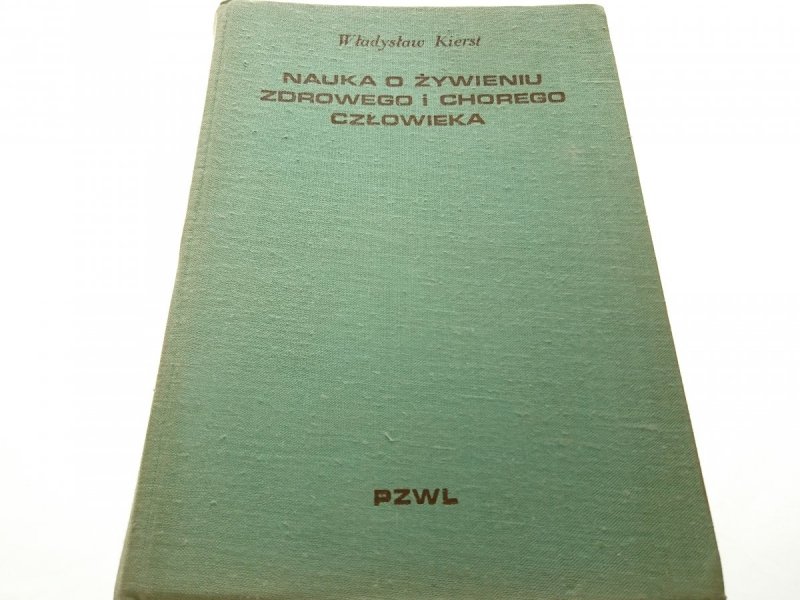 Władysław Kierst
NAUKA O ŻYWIENIU
ZDROWEGO i CHOREGO
CZŁOWIEKA
PZWL